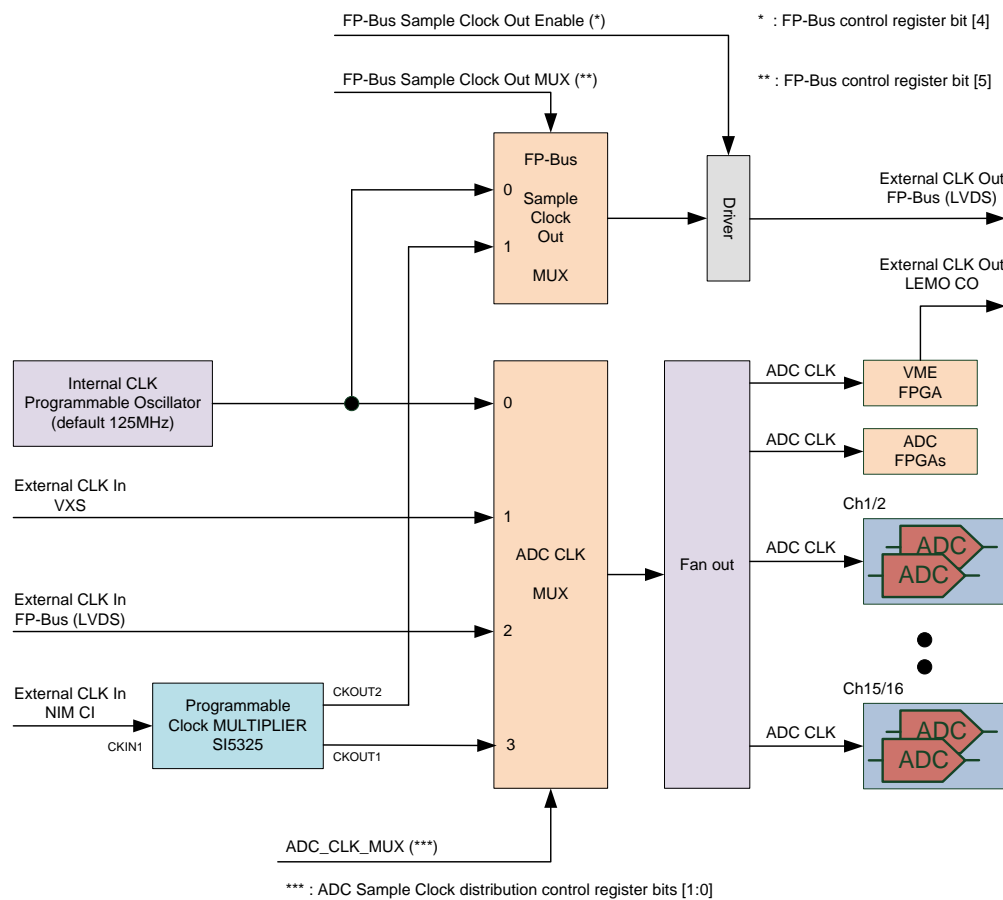 FP-Bus Sample Clock Out Enable (*)
* : FP-Bus control register bit [4]
FP-Bus Sample Clock Out MUX (**)
** : FP-Bus control register bit [5]
FP-Bus
0
Sample
Clock
Out
1
MUX
Driver
External CLK Out
FP-Bus (LVDS)
External CLK Out
LEMO CO
Internal CLK
Programmable Oscillator
(default 125MHz)
0
External CLK In
VXS
1
ADC CLK
MUX
External CLK In
FP-Bus (LVDS)
2
External CLK In
NIM CI
CKIN1
Programmable
Clock MULTIPLIER
SI5325
CKOUT2
CKOUT1
3
Fan out
ADC CLK
VME
FPGA
ADC CLK
ADC
FPGAs
Ch1/2
ADC CLK
ADC
ADC
Ch15/16
ADC CLK
ADC
ADC
ADC_CLK_MUX (***)
*** : ADC Sample Clock distribution control register bits [1:0]